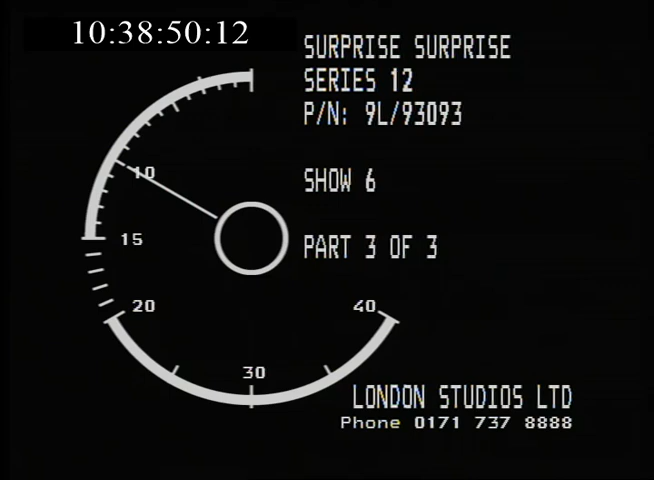 10:38:50:12
SURPRISE SURPRISE
SERIES 12
P/N: 9L/93093
SHOW 6
PART 3 OF 3
10
15
20
30
40
LONDON STUDIOS LTD
Phone 0171 737 8888